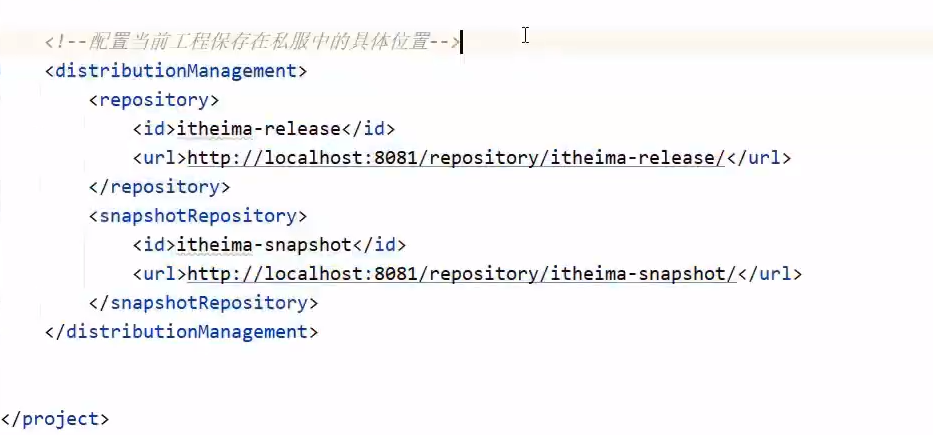 <!--配置当前工程保存在私服中的具体位置-->
<distributionManagement>
<repository>
<id>itheima-release</id>
<url>http://localhost:8081/repository/itheima-release/</url>
</repository>
<snapshotRepository>
<id>itheima-snapshot</id>
<url>http://localhost:8081/repository/itheima-snapshot/</url>
</snapshotRepository>
</distributionManagement>
</project>